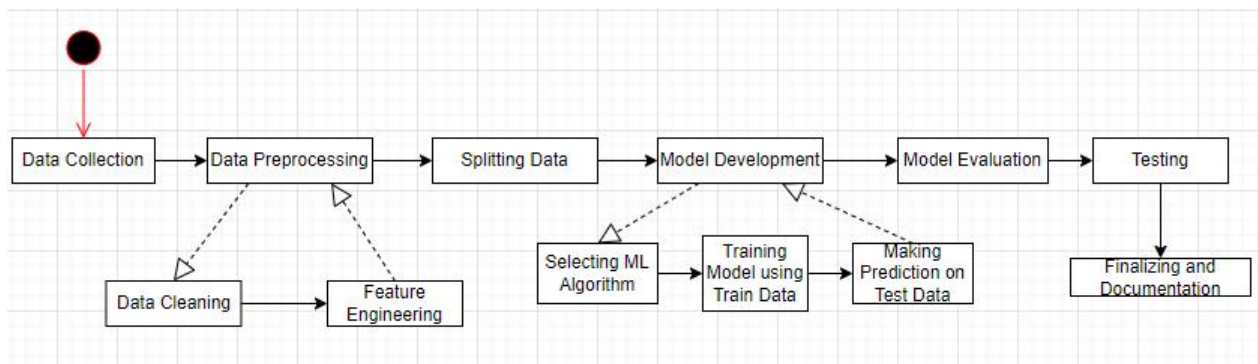 Data Collection
Data Preprocessing
Splitting Data
Model Development
Model Evaluation
Testing
Data Cleaning
Feature
Engineering
Selecting ML
Algorithm
Training
Model using
Train Data
Making
Prediction on
Test Data
Finalizing and
Documentation